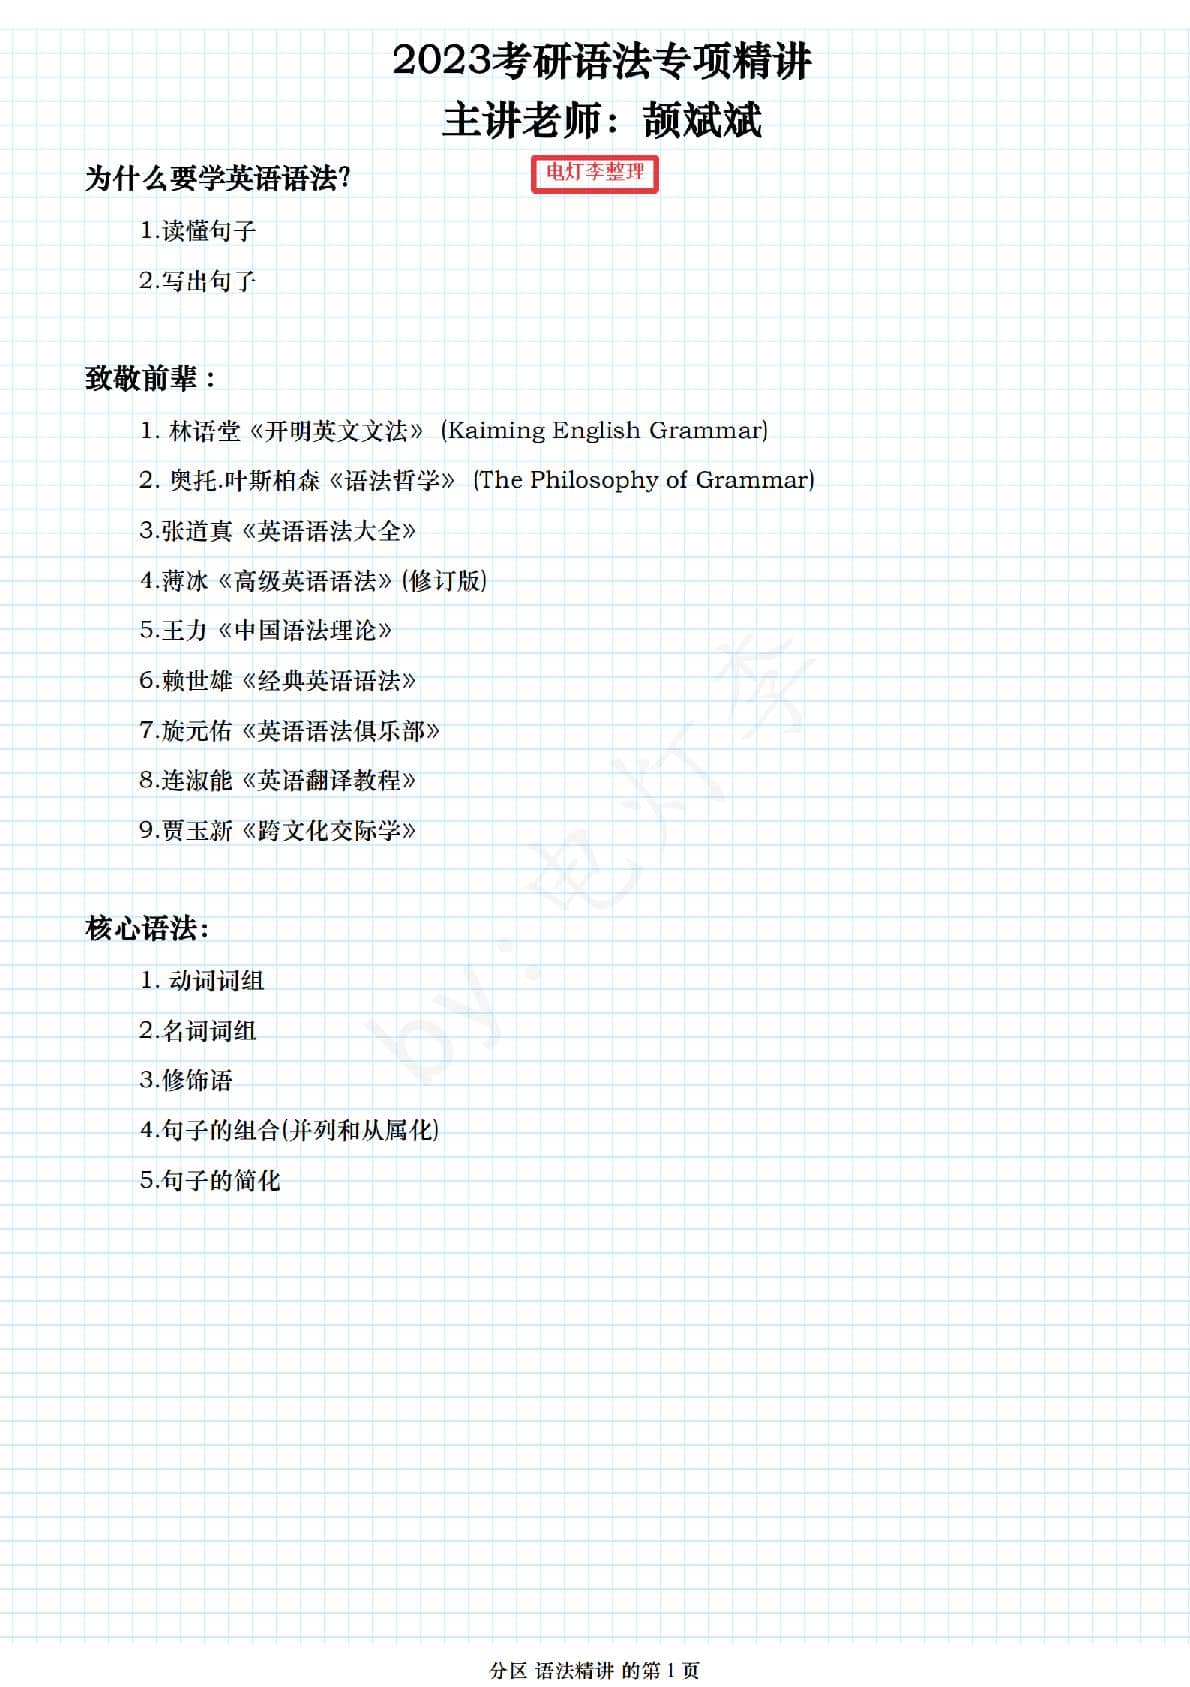 2023考研语法专项精讲
主讲老师：颉斌斌
为什么要学英语语法?
电灯李整理
1.读懂句子
2.写出句子
致敬前辈：
1. 林语堂《开明英文文法》 (Kaiming English Grammar)
2. 奥托.叶斯柏森《语法哲学》 (The Philosophy of Grammar)
3.张道真《英语语法大全》
4.薄冰《高级英语语法》(修订版)
5.王力《中国语法理论》
6.赖世雄《经典英语语法》
7.旋元佑《英语语法俱乐部》
8.连淑能《英语翻译教程》
9.贾玉新《跨文化交际学》
核心语法：
1. 动词词组
2.名词词组
3.修饰语
4.句子的组合(并列和从属化)
5.句子的简化
by:电灯李
分区 语法精讲 的第 1 页